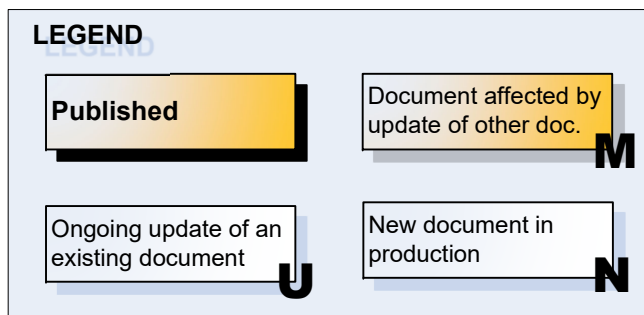 LEGEND
Published
Document affected by
update of other doc.
M
Ongoing update of an
existing document
U
New document in
production
N